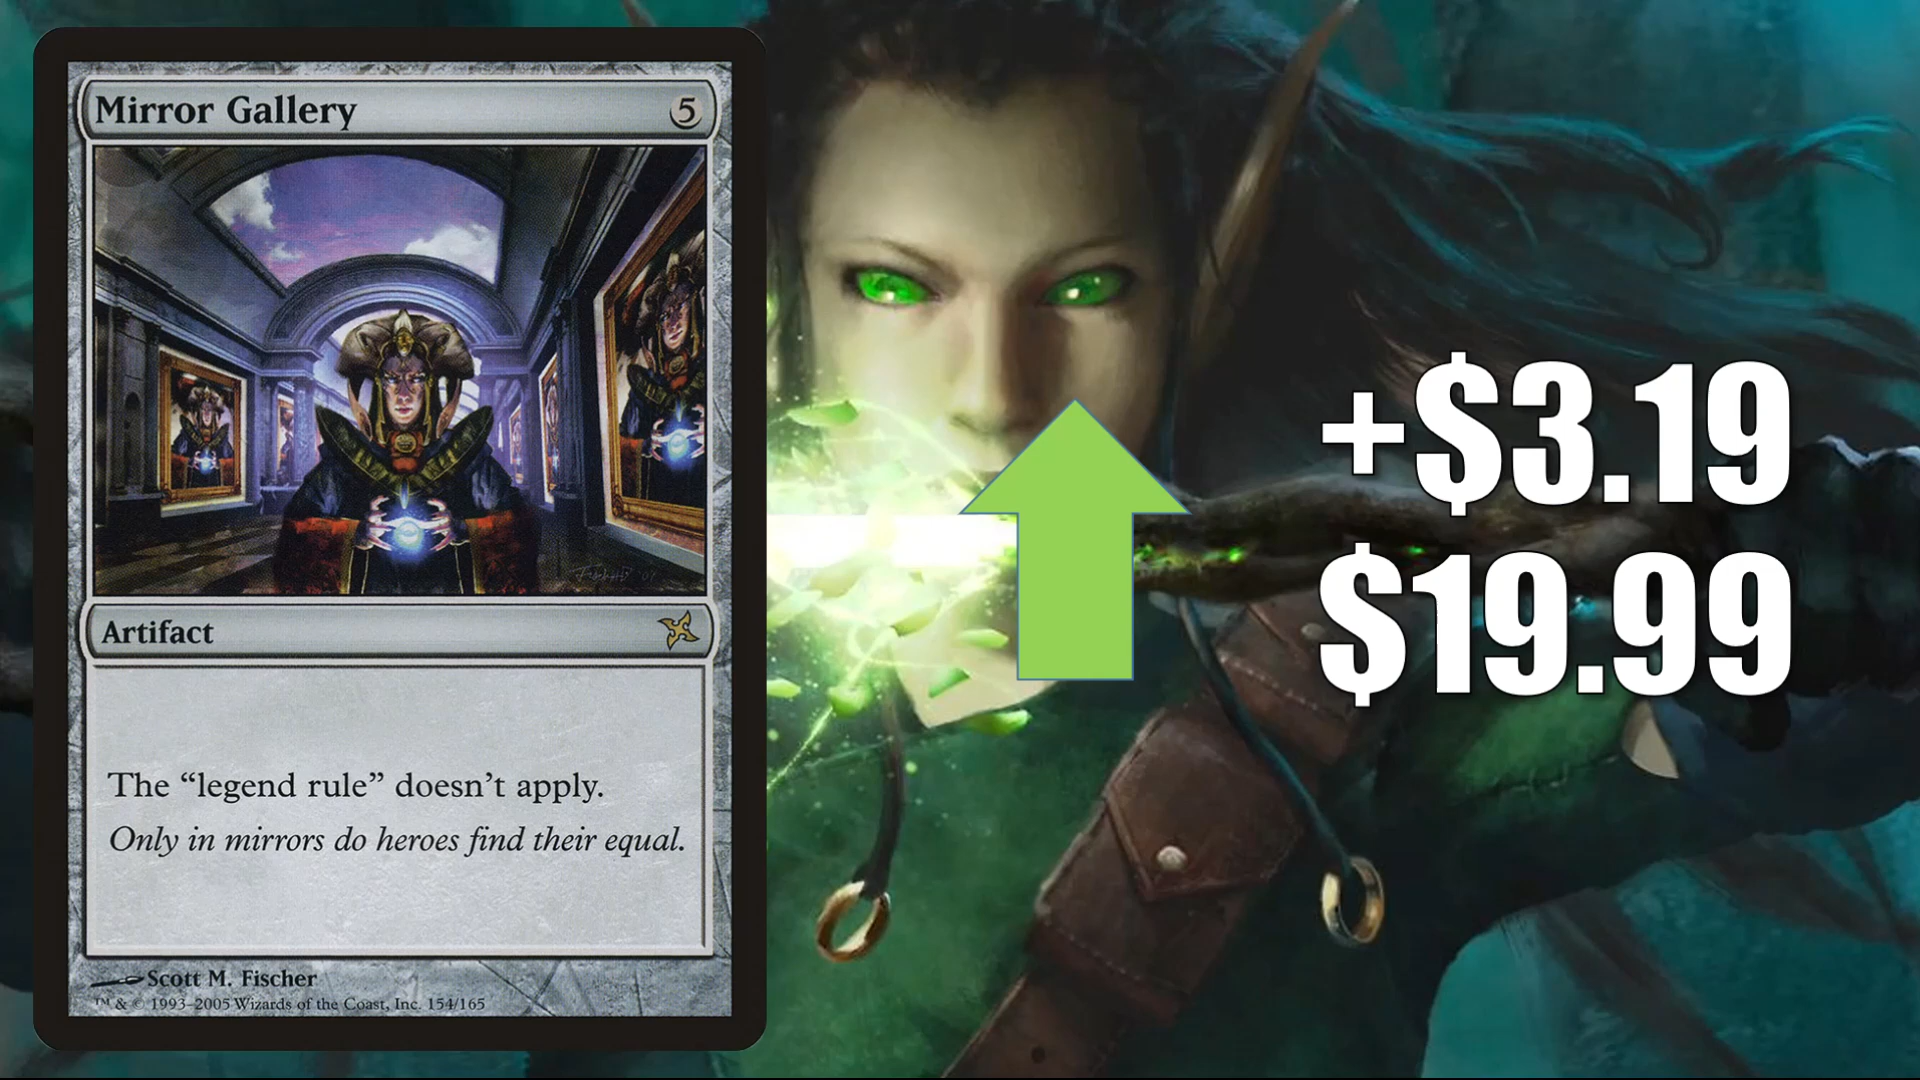 Mirror Gallery 5
Artifact
The “legend rule” doesn’t apply.
Only in mirrors do heroes find their equal.
Scott M. Fischer
™ & © 1993–2005 Wizards of the Coast, Inc. 154/165
+$3.19
$19.99